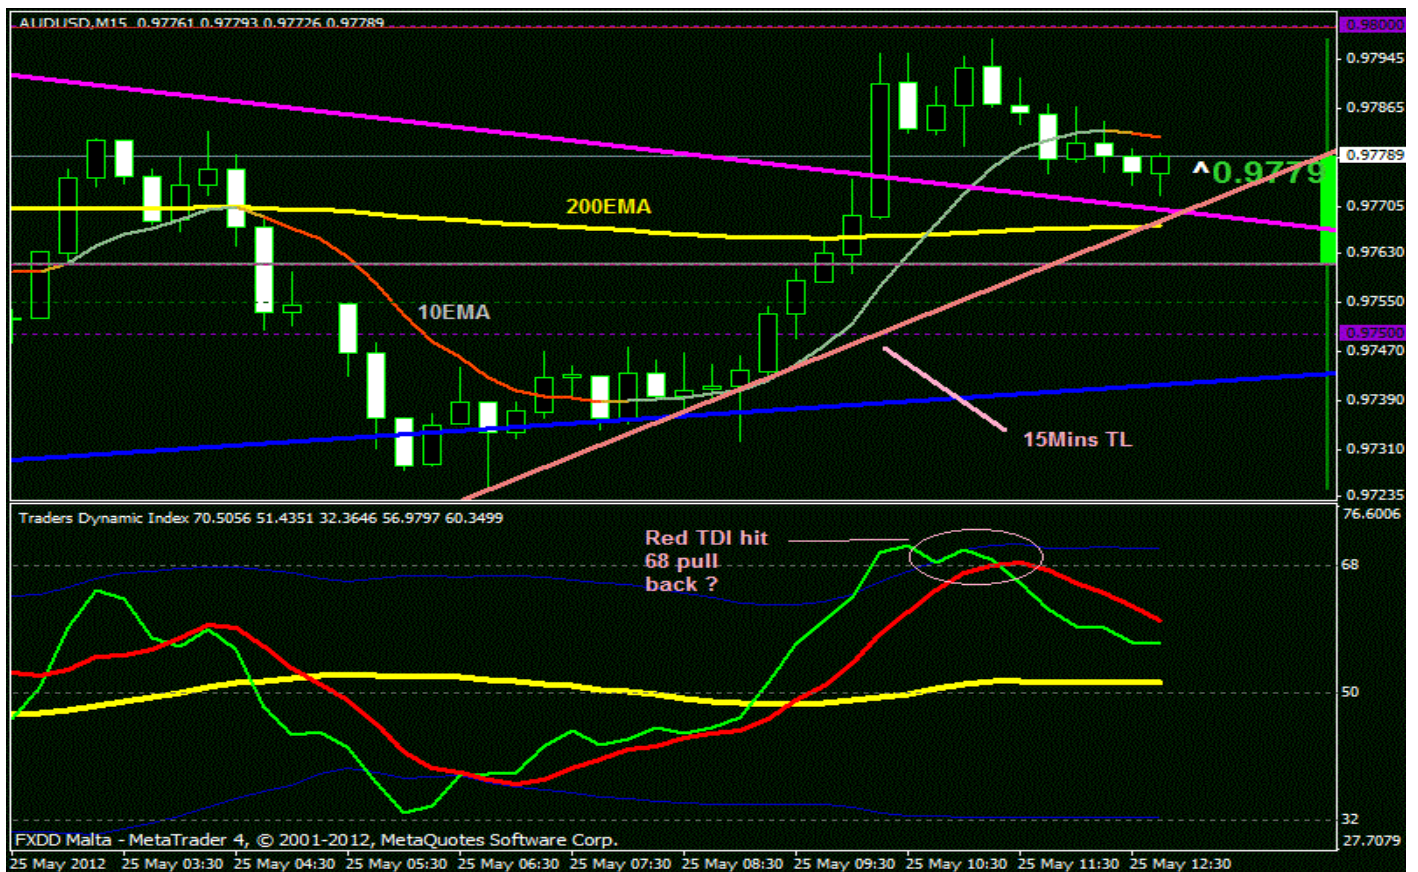 AUDUSD,M15 0.97761 0.97793 0.97726 0.97789
0.98000
0.97945
0.97865
0.97789
^0.9779
0.97705
200EMA
0.97630
0.97550
10EMA
0.97500
0.97470
0.97390
15Mins TL
0.97310
0.97235
Traders Dynamic Index 70.5056 51.4351 32.3646 56.9797 60.3499
76.6006
Red TDI hit
68 pull
back ?
68
50
32
FXDD Malta - MetaTrader 4, © 2001-2012, MetaQuotes Software Corp.
27.7079
25 May 2012 25 May 03:30 25 May 04:30 25 May 05:30 25 May 06:30 25 May 07:30 25 May 08:30 25 May 09:30 25 May 10:30 25 May 11:30 25 May 12:30